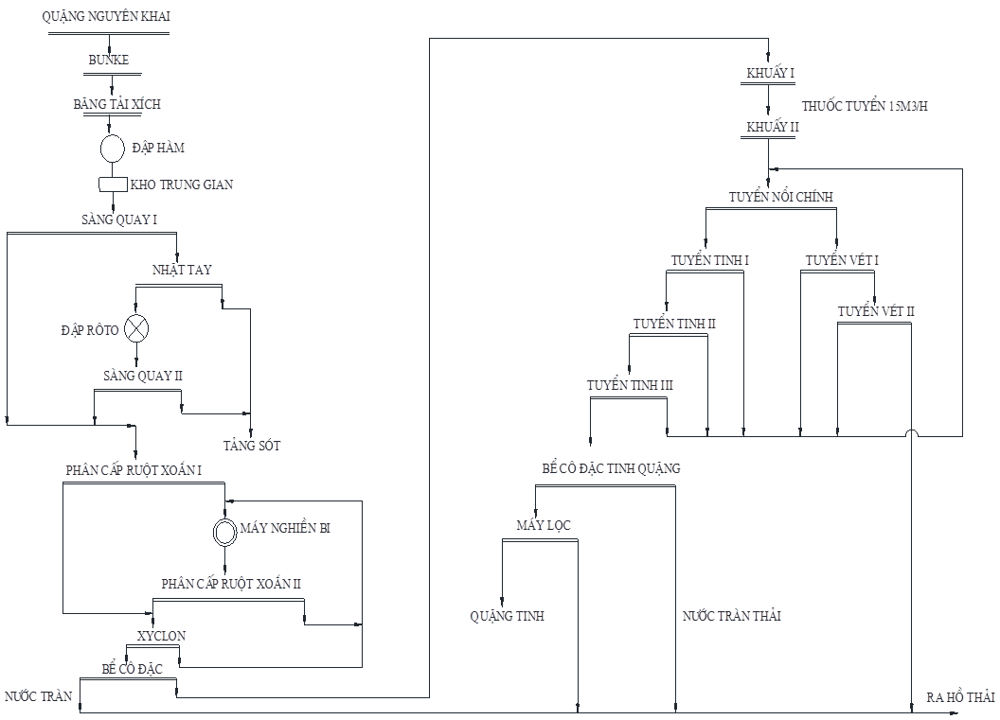 QUẶNG NGUYÊN KHAI
BUNKE
BĂNG TẢI XÍCH
ĐẬP HÀM
KHO TRUNG GIAN
SÀNG QUAY I
NHẶT TAY
ĐẬP RÔTO
SÀNG QUAY II
TẢNG SÓT
PHÂN CẤP RUỘT XOẮN I
MÁY NGHIỀN BI
PHÂN CẤP RUỘT XOẮN II
XYCLON
BỂ CÔ ĐẶC
NƯỚC TRÀN
KHUẤY I
THUỐC TUYỂN 15M3/H
KHUẤY II
TUYỂN NỔI CHÍNH
TUYỂN TINH I
TUYỂN VÉT I
TUYỂN TINH II
TUYỂN VÉT II
TUYỂN TINH III
BỂ CÔ ĐẶC TINH QUẶNG
MÁY LỌC
QUẶNG TINH
NƯỚC TRÀN THẢI
RA HỒ THẢI